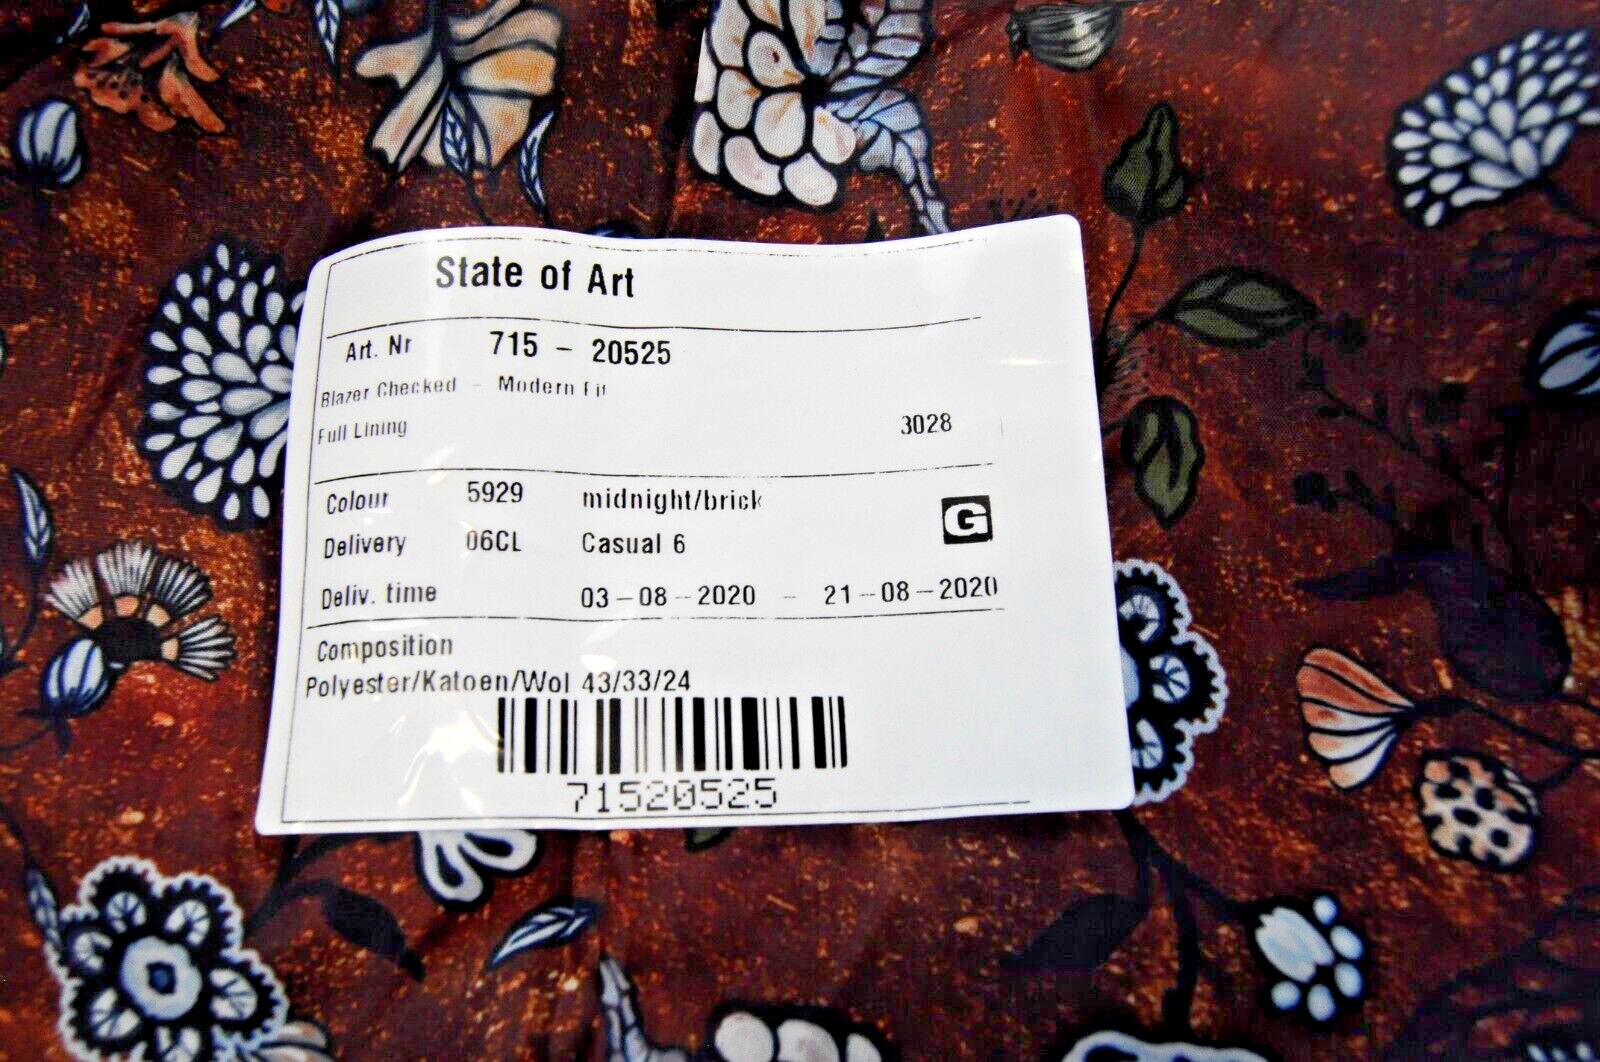 State of Art
Art. Nr 715 - 20525
Blazer Checked - Modern Fit
Full Lining 3028
Colour 5929 midnight/brick
G
Delivery 06CL Casual 6
Deliv. time 03-08-2020 - 21-08-2020
Composition
Polyester/Katoen/Wol 43/33/24
71520525